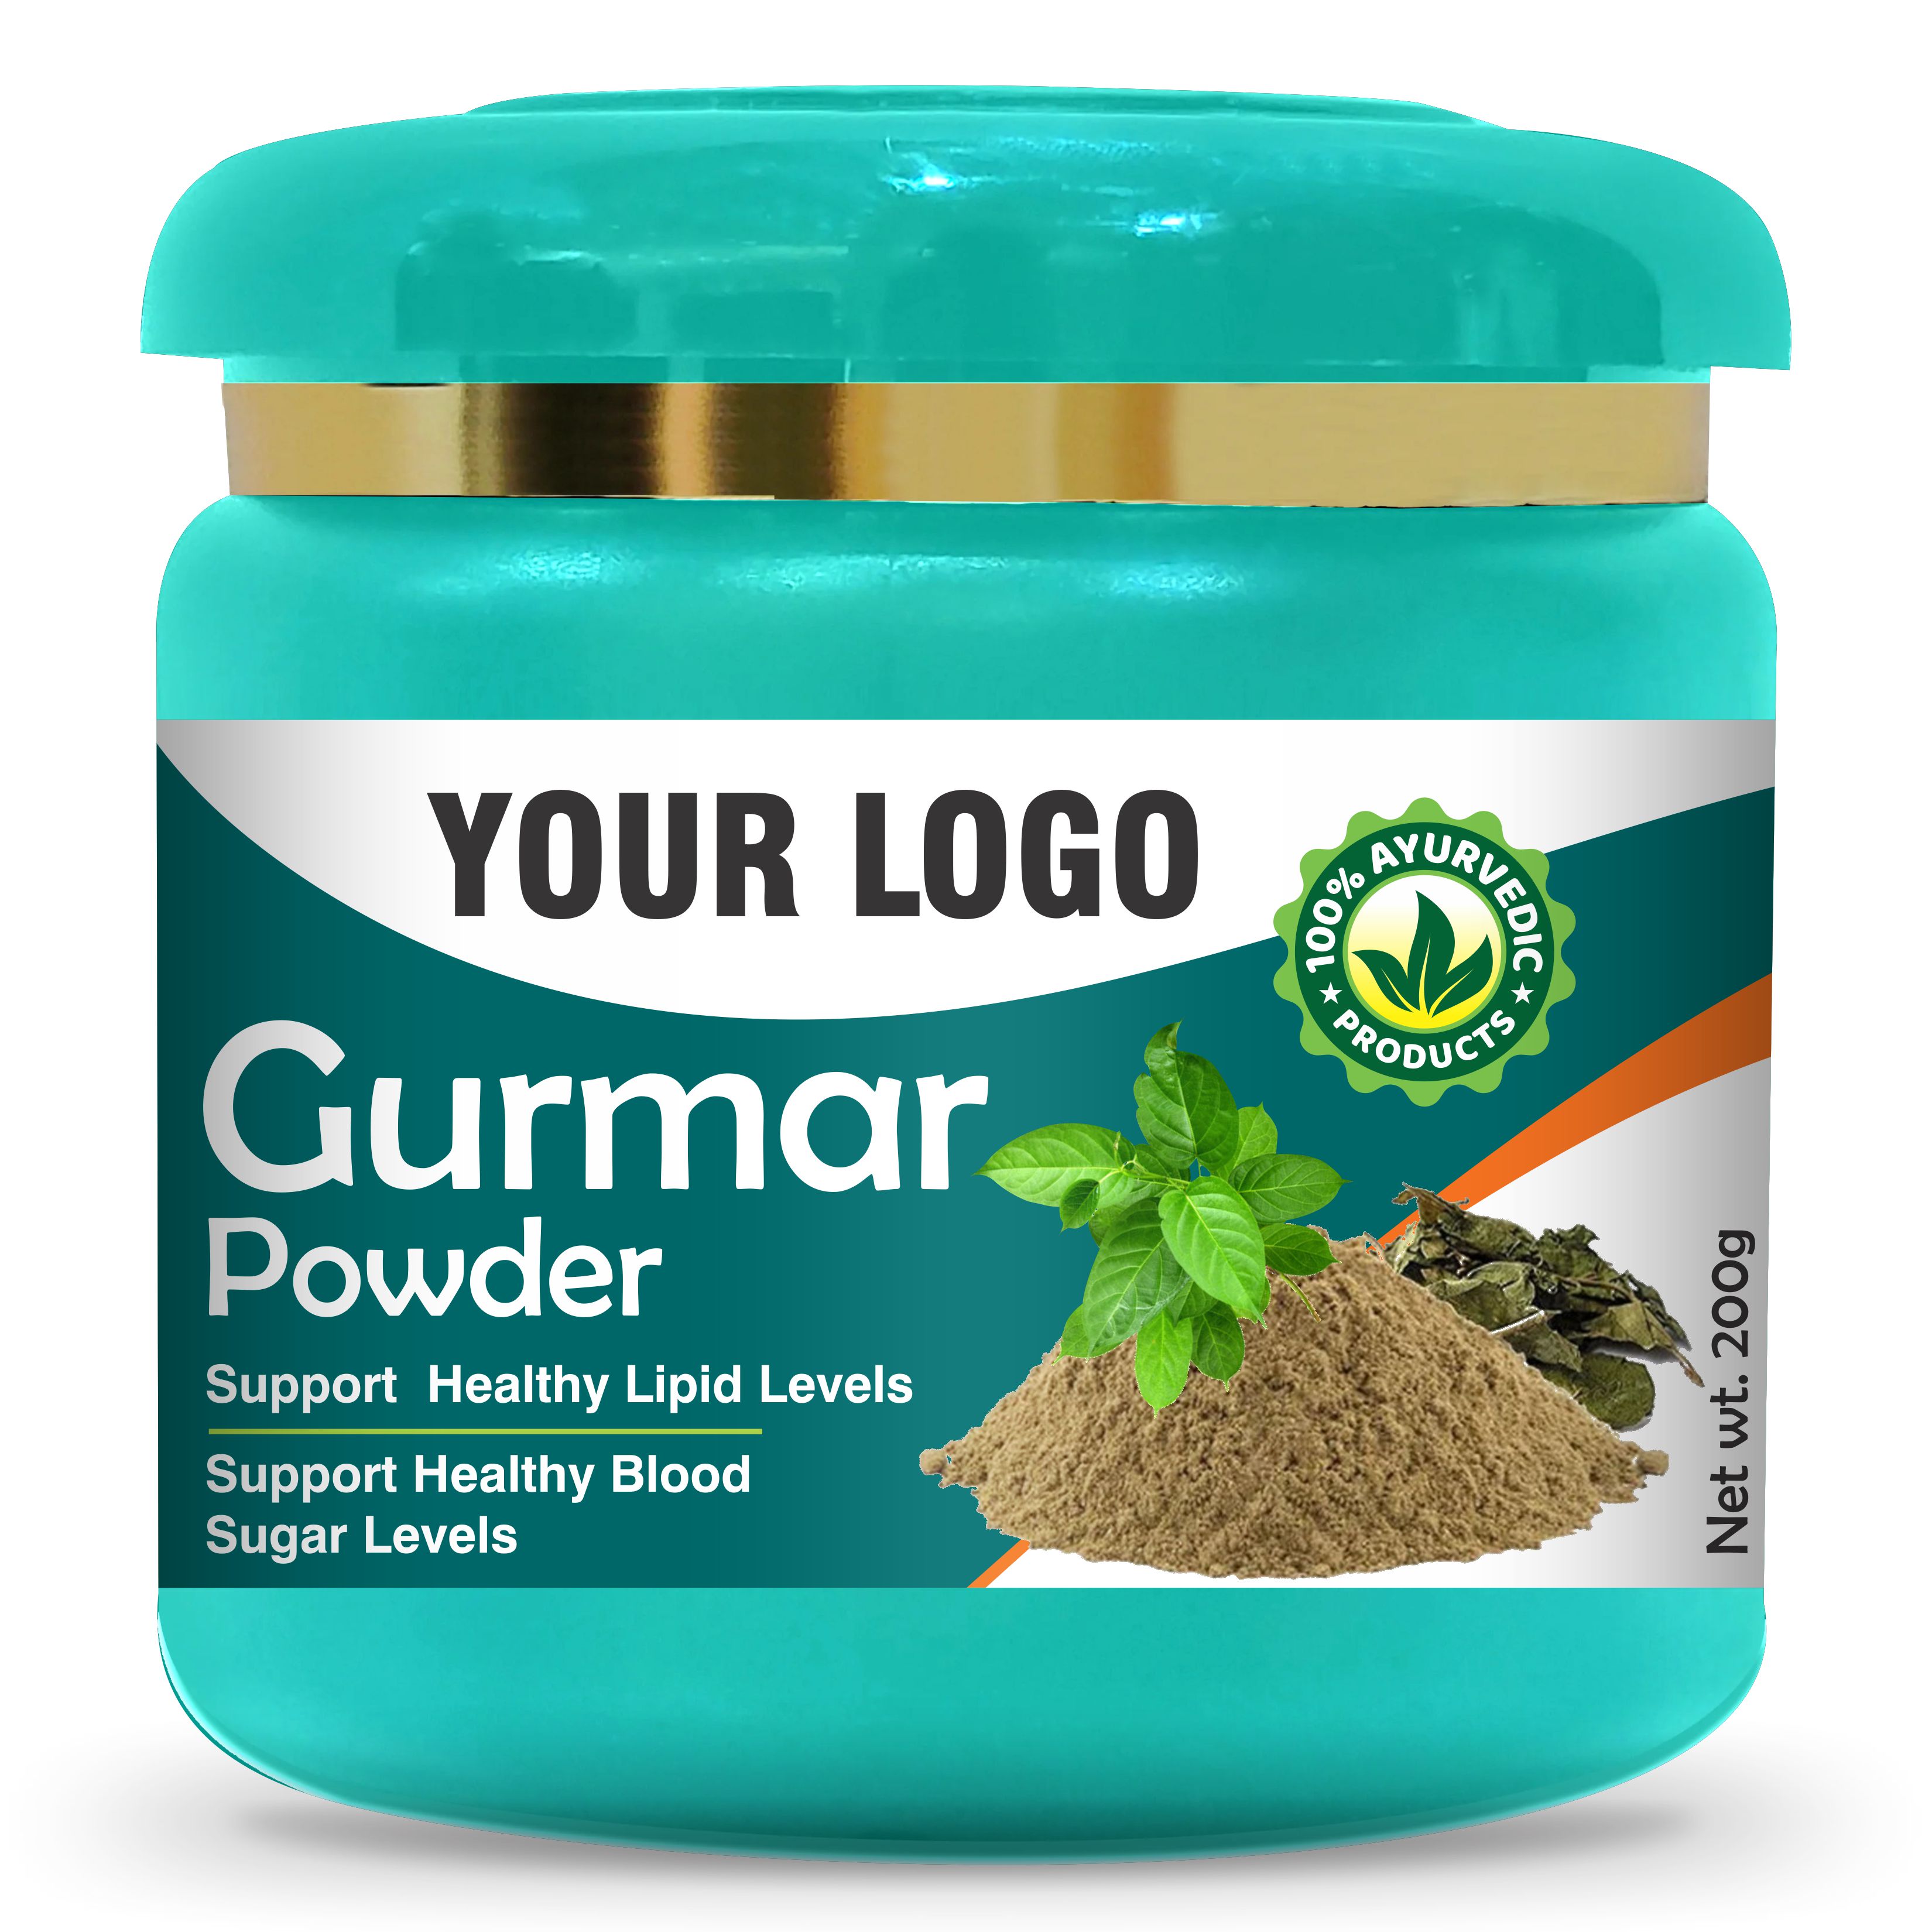 YOUR LOGO
100% AYURVEDIC
PRODUCTS
Gurmar
Powder
Support Healthy Lipid Levels
Support Healthy Blood
Sugar Levels
Net wt. 200g